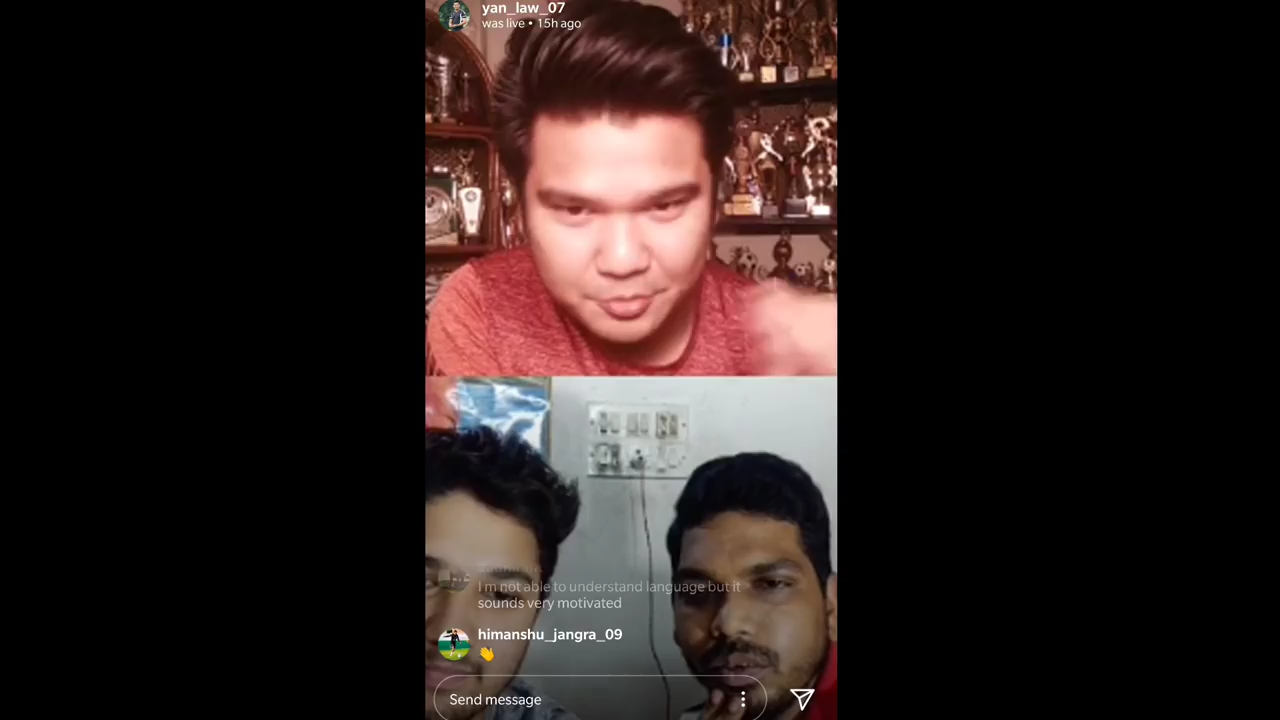 yan_law_07
was live • 15h ago
I'm not able to understand language but it
sounds very motivated
himanshu_jangra_09
👋
Send message